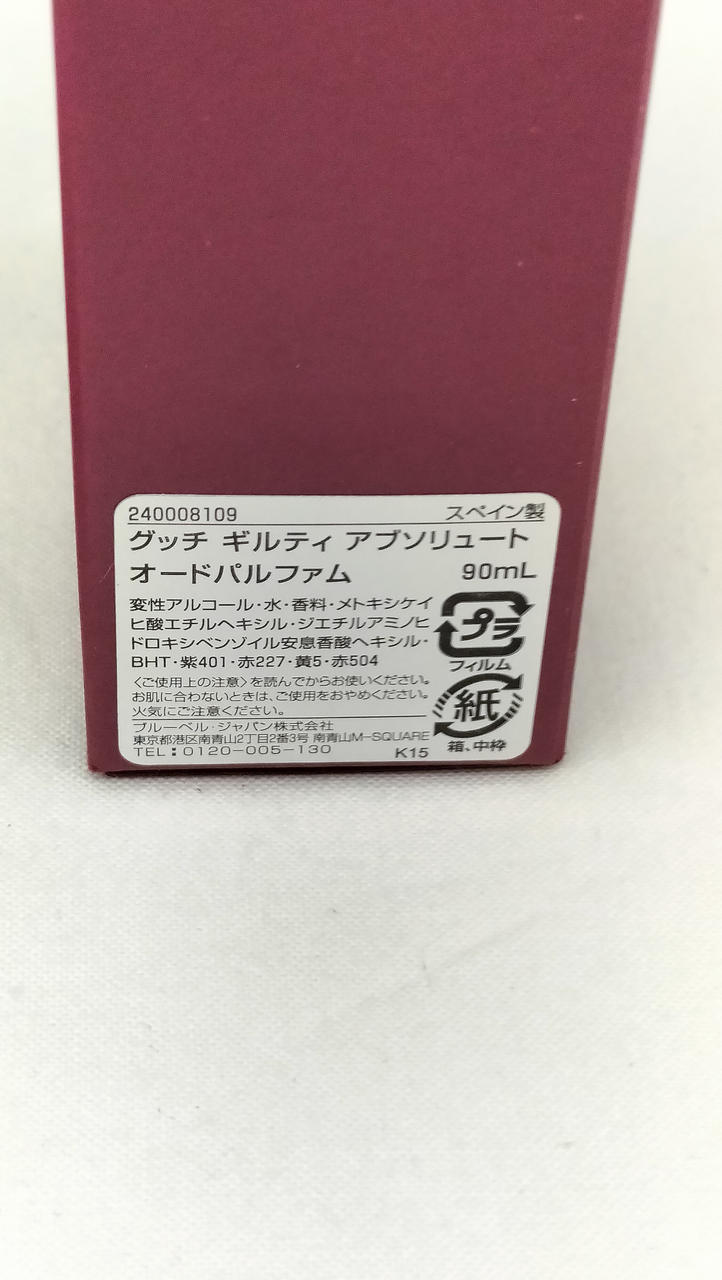 240008109 スペイン製
グッチ ギルティ アブソリュート
オードパルファム 90mL
変性アルコール・水・香料・メトキシケイ
ヒ酸エチルヘキシル・ジエチルアミノヒ
ドロキシベンゾイル安息香酸ヘキシル・
BHT・紫401・赤227・黄5・赤504
〈ご使用上の注意〉を読んでからお使いください。
お肌に合わないときは、ご使用をおやめください。
火気にご注意ください。
ブルーベル・ジャパン株式会社
東京都港区南青山2丁目2番3号 南青山M-SQUARE
TEL:0120-005-130 K15
プラ
フィルム
紙
箱、中枠